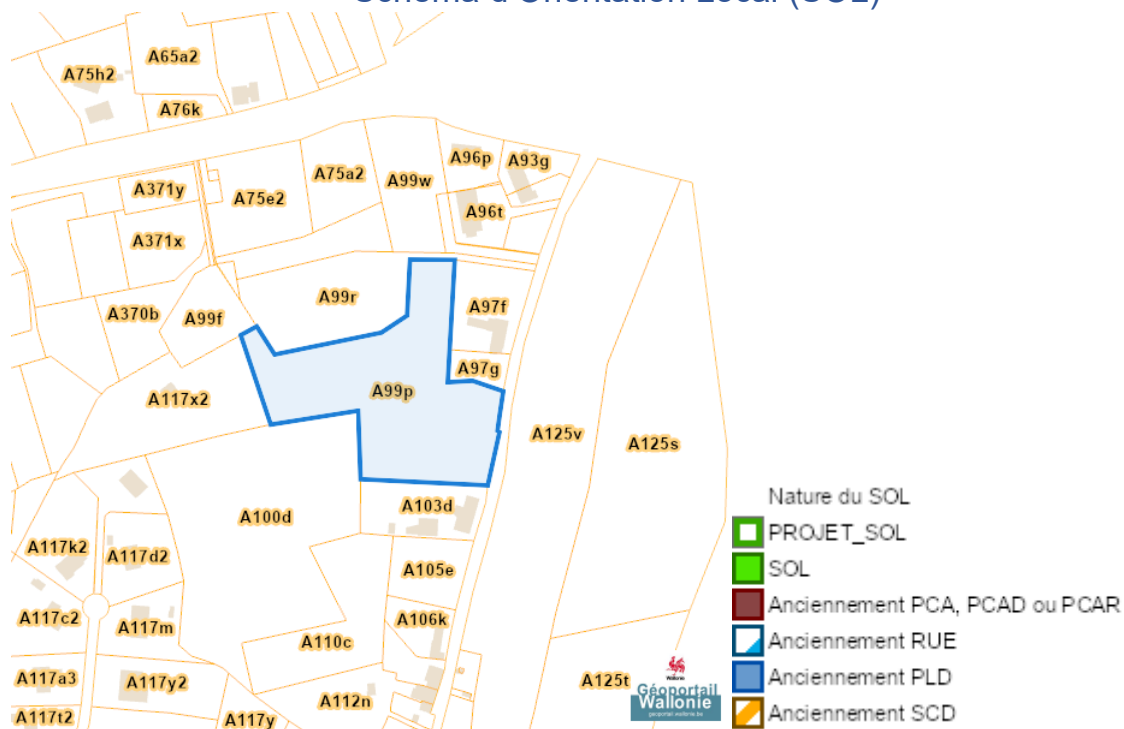 Schéma d'Orientation Local (SOL)
A65a2
A75h2
A76k
A96p
A93g
A75a2
A99w
A371y
A75e2
A96t
A371x
A99r
A97f
A370b
A99f
A97g
A99p
A117x2
A125v
A125s
A103d
A100d
A117k2
A117d2
A105e
A117c2
A117m
A106k
A110c
A117a3
A117y2
A112n
A125t
A117t2
A117y
Wallonie
Géoportail
Wallonie
geoportail.wallonie.be
Nature du SOL
PROJET_SOL
SOL
Anciennement PCA, PCAD ou PCAR
Anciennement RUE
Anciennement PLD
Anciennement SCD